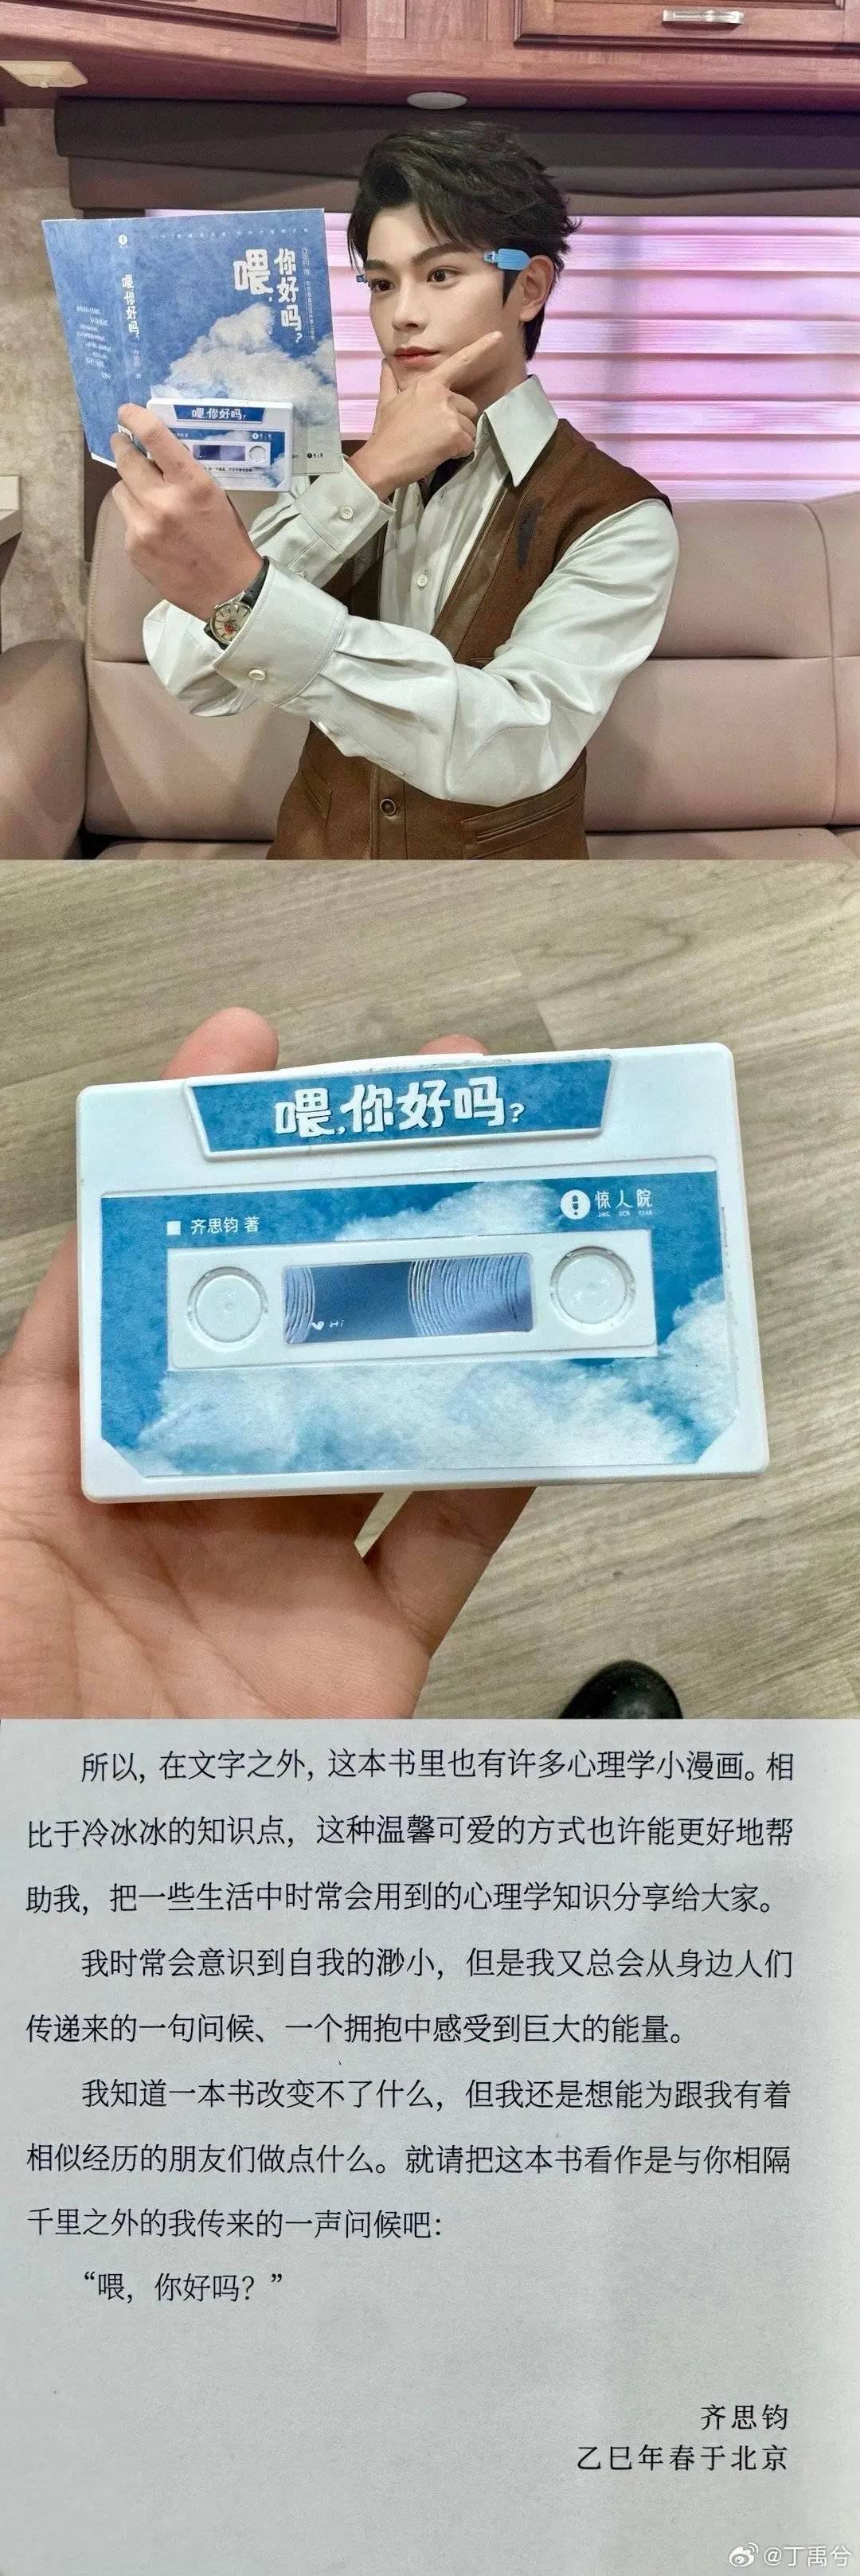 喂,
你好吗?
喂,你好吗?
喂,你好吗?
惊人院
喂,你好吗?
齐思钧 著
惊人院
JING REN YUAN
所以，在文字之外，这本书里也有许多心理学小漫画。相
比于冷冰冰的知识点，这种温馨可爱的方式也许能更好地帮
助我，把一些生活中时常会用到的心理学知识分享给大家。
我时常会意识到自我的渺小，但是我又总会从身边人们
传递来的一句问候、一个拥抱中感受到巨大的能量。
我知道一本书改变不了什么，但我还是想能为跟我有着
相似经历的朋友们做点什么。就请把这本书看作是与你相隔
千里之外的我传来的一声问候吧：
“喂，你好吗？”
齐思钧
乙巳年春于北京
@丁禹兮